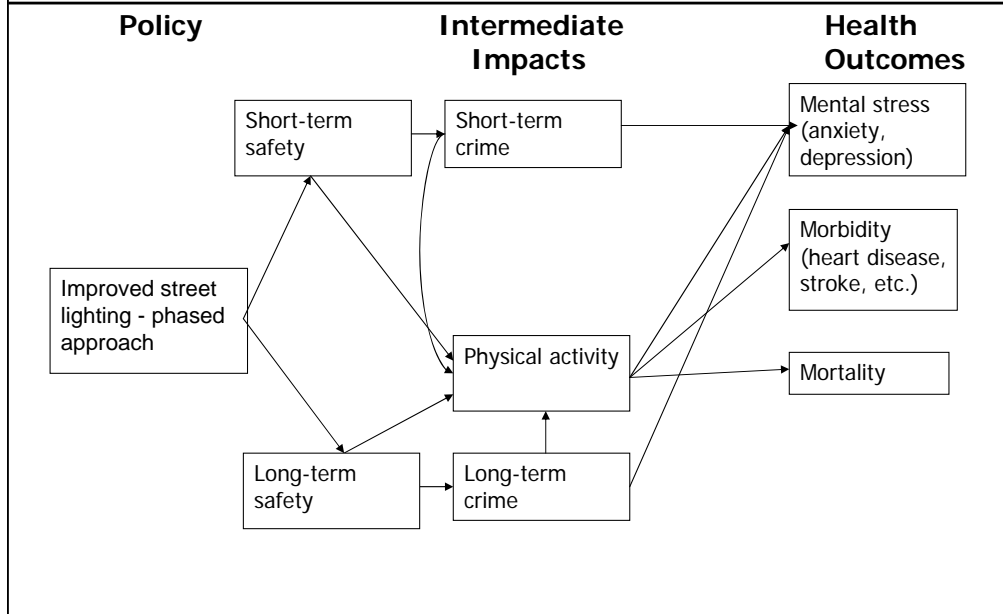 Policy
Intermediate
Impacts
Health
Outcomes
Short-term
safety
Short-term
crime
Mental stress
(anxiety,
depression)
Morbidity
(heart disease,
stroke, etc.)
Improved street
lighting - phased
approach
Physical activity
Mortality
Long-term
safety
Long-term
crime